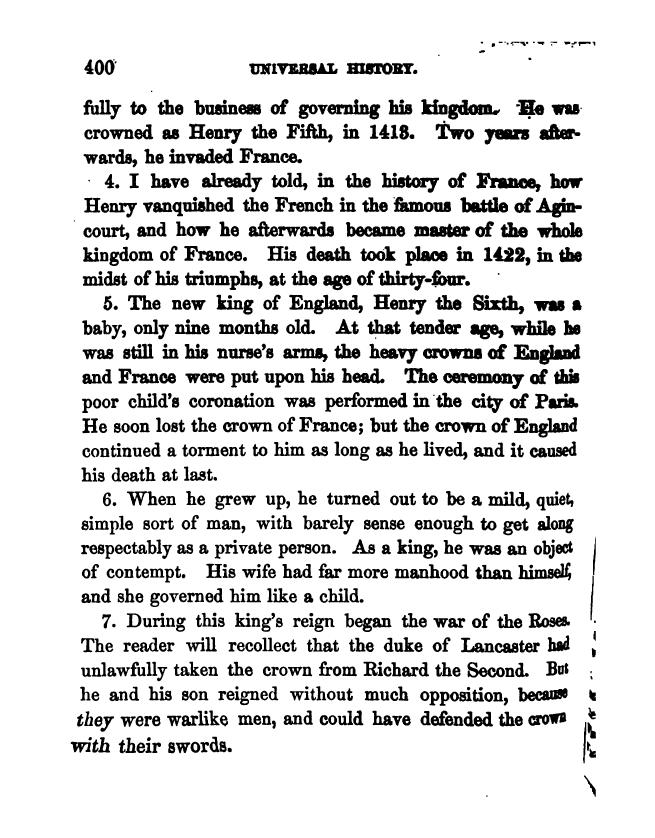 400 UNIVERSAL HISTORY.
fully to the business of governing his kingdom. He was
crowned as Henry the Fifth, in 1413. Two years after-
wards, he invaded France.
4. I have already told, in the history of France, how
Henry vanquished the French in the famous battle of Agin-
court, and how he afterwards became master of the whole
kingdom of France. His death took place in 1422, in the
midst of his triumphs, at the age of thirty-four.
5. The new king of England, Henry the Sixth, was a
baby, only nine months old. At that tender age, while he
was still in his nurse's arms, the heavy crowns of England
and France were put upon his head. The ceremony of this
poor child's coronation was performed in the city of Paris.
He soon lost the crown of France; but the crown of England
continued a torment to him as long as he lived, and it caused
his death at last.
6. When he grew up, he turned out to be a mild, quiet,
simple sort of man, with barely sense enough to get along
respectably as a private person. As a king, he was an object
of contempt. His wife had far more manhood than himself,
and she governed him like a child.
7. During this king's reign began the war of the Roses.
The reader will recollect that the duke of Lancaster had
unlawfully taken the crown from Richard the Second. But
he and his son reigned without much opposition, because
they were warlike men, and could have defended the crown
with their swords.